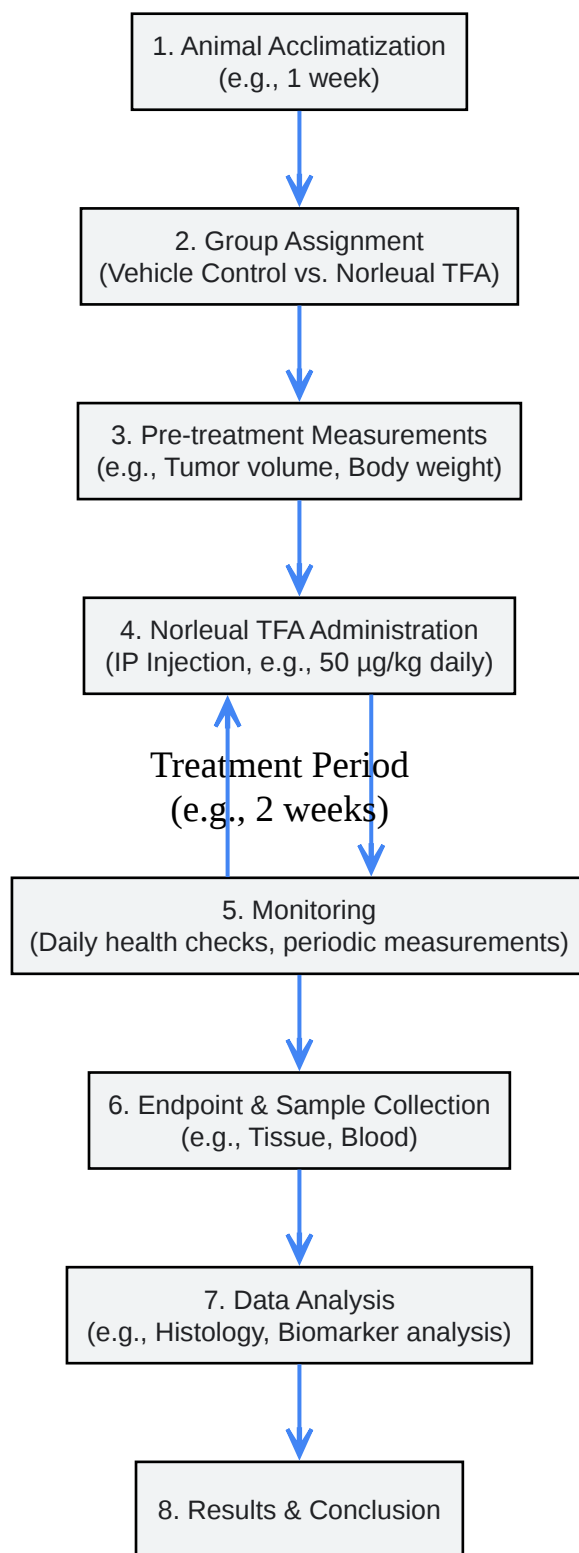 1. Animal Acclimatization
(e.g., 1 week)
2. Group Assignment
(Vehicle Control vs. Norleual TFA)
3. Pre-treatment Measurements
(e.g., Tumor volume, Body weight)
4. Norleual TFA Administration
(IP Injection, e.g., 50 µg/kg daily)
Treatment Period
(e.g., 2 weeks)
5. Monitoring
(Daily health checks, periodic measurements)
6. Endpoint & Sample Collection
(e.g., Tissue, Blood)
7. Data Analysis
(e.g., Histology, Biomarker analysis)
8. Results & Conclusion